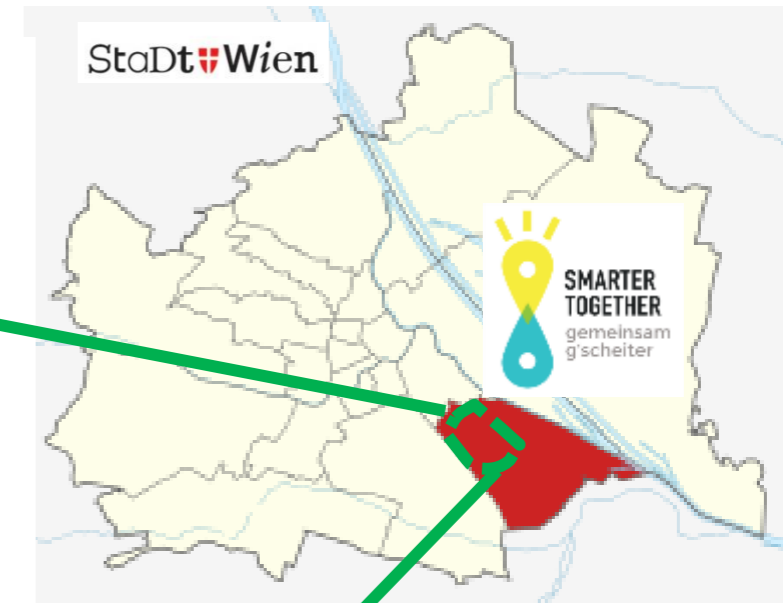 StaDt Wien
SMARTER
TOGETHER
gemeinsam
g'scheiter